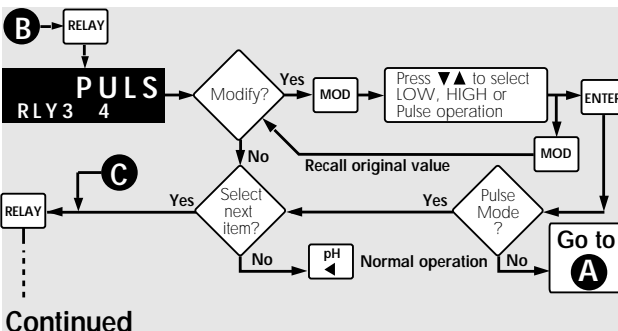 B
RELAY
PULS
RLY3 4
Modify?
Yes
MOD
Press ▼▲ to select
LOW, HIGH or
Pulse operation
ENTER
MOD
No
Recall original value
C
RELAY
Yes
Select
next
item?
Yes
Pulse
Mode
?
No
pH
◀
Normal operation
No
Go to
A
Continued